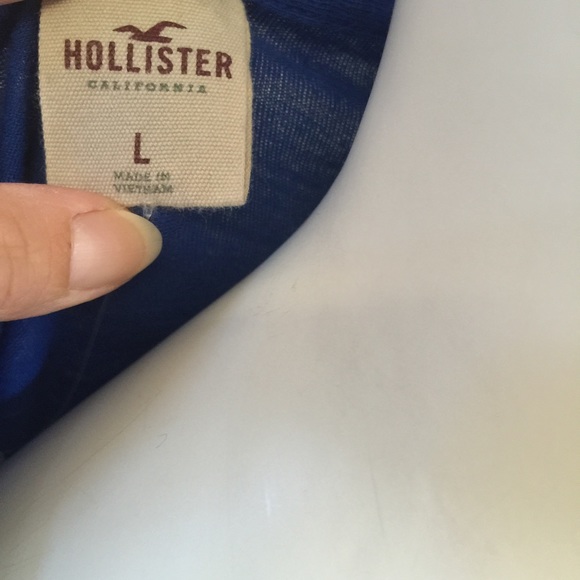 HOLLISTER
CALIFORNIA
L
MADE IN
VIETNAM